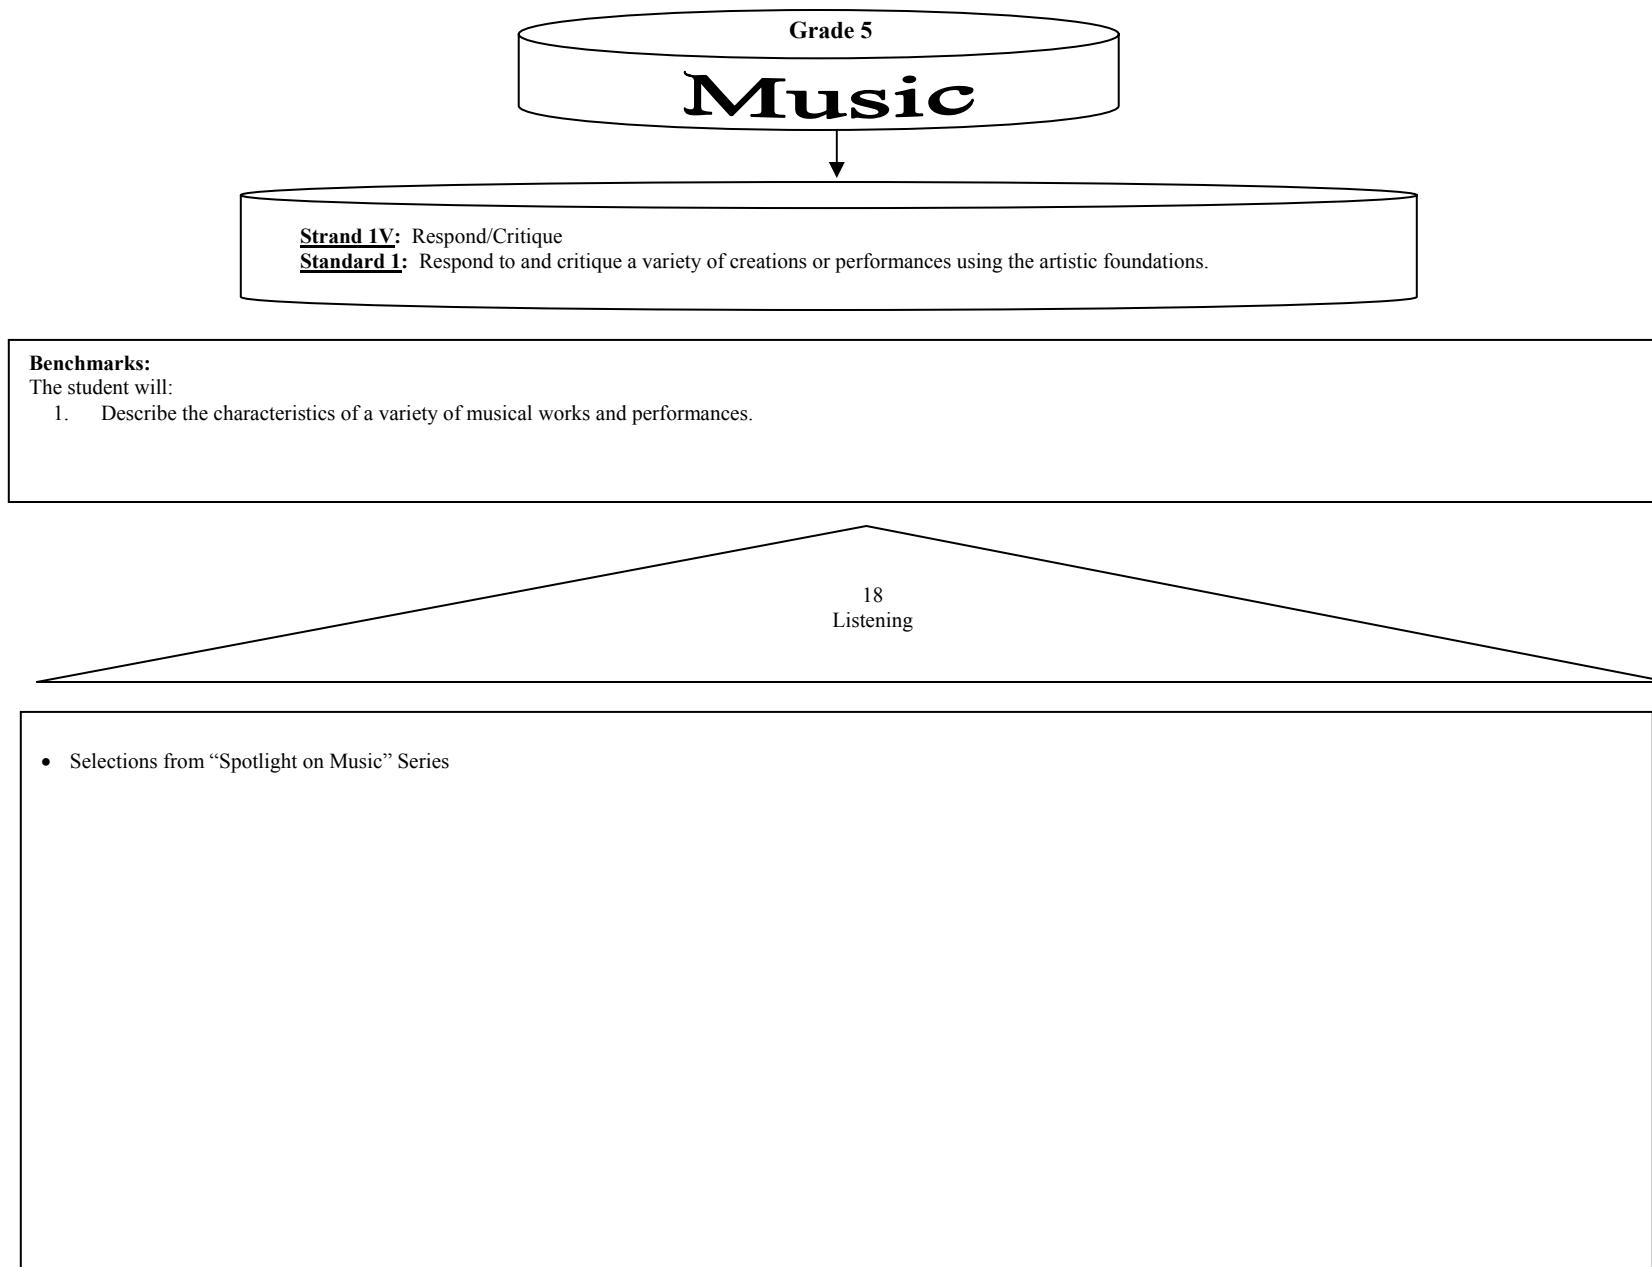 Grade 5
Music
Strand 1V: Respond/Critique
Standard 1: Respond to and critique a variety of creations or performances using the artistic foundations.
Benchmarks:
The student will:
1. Describe the characteristics of a variety of musical works and performances.
18
Listening
• Selections from “Spotlight on Music” Series